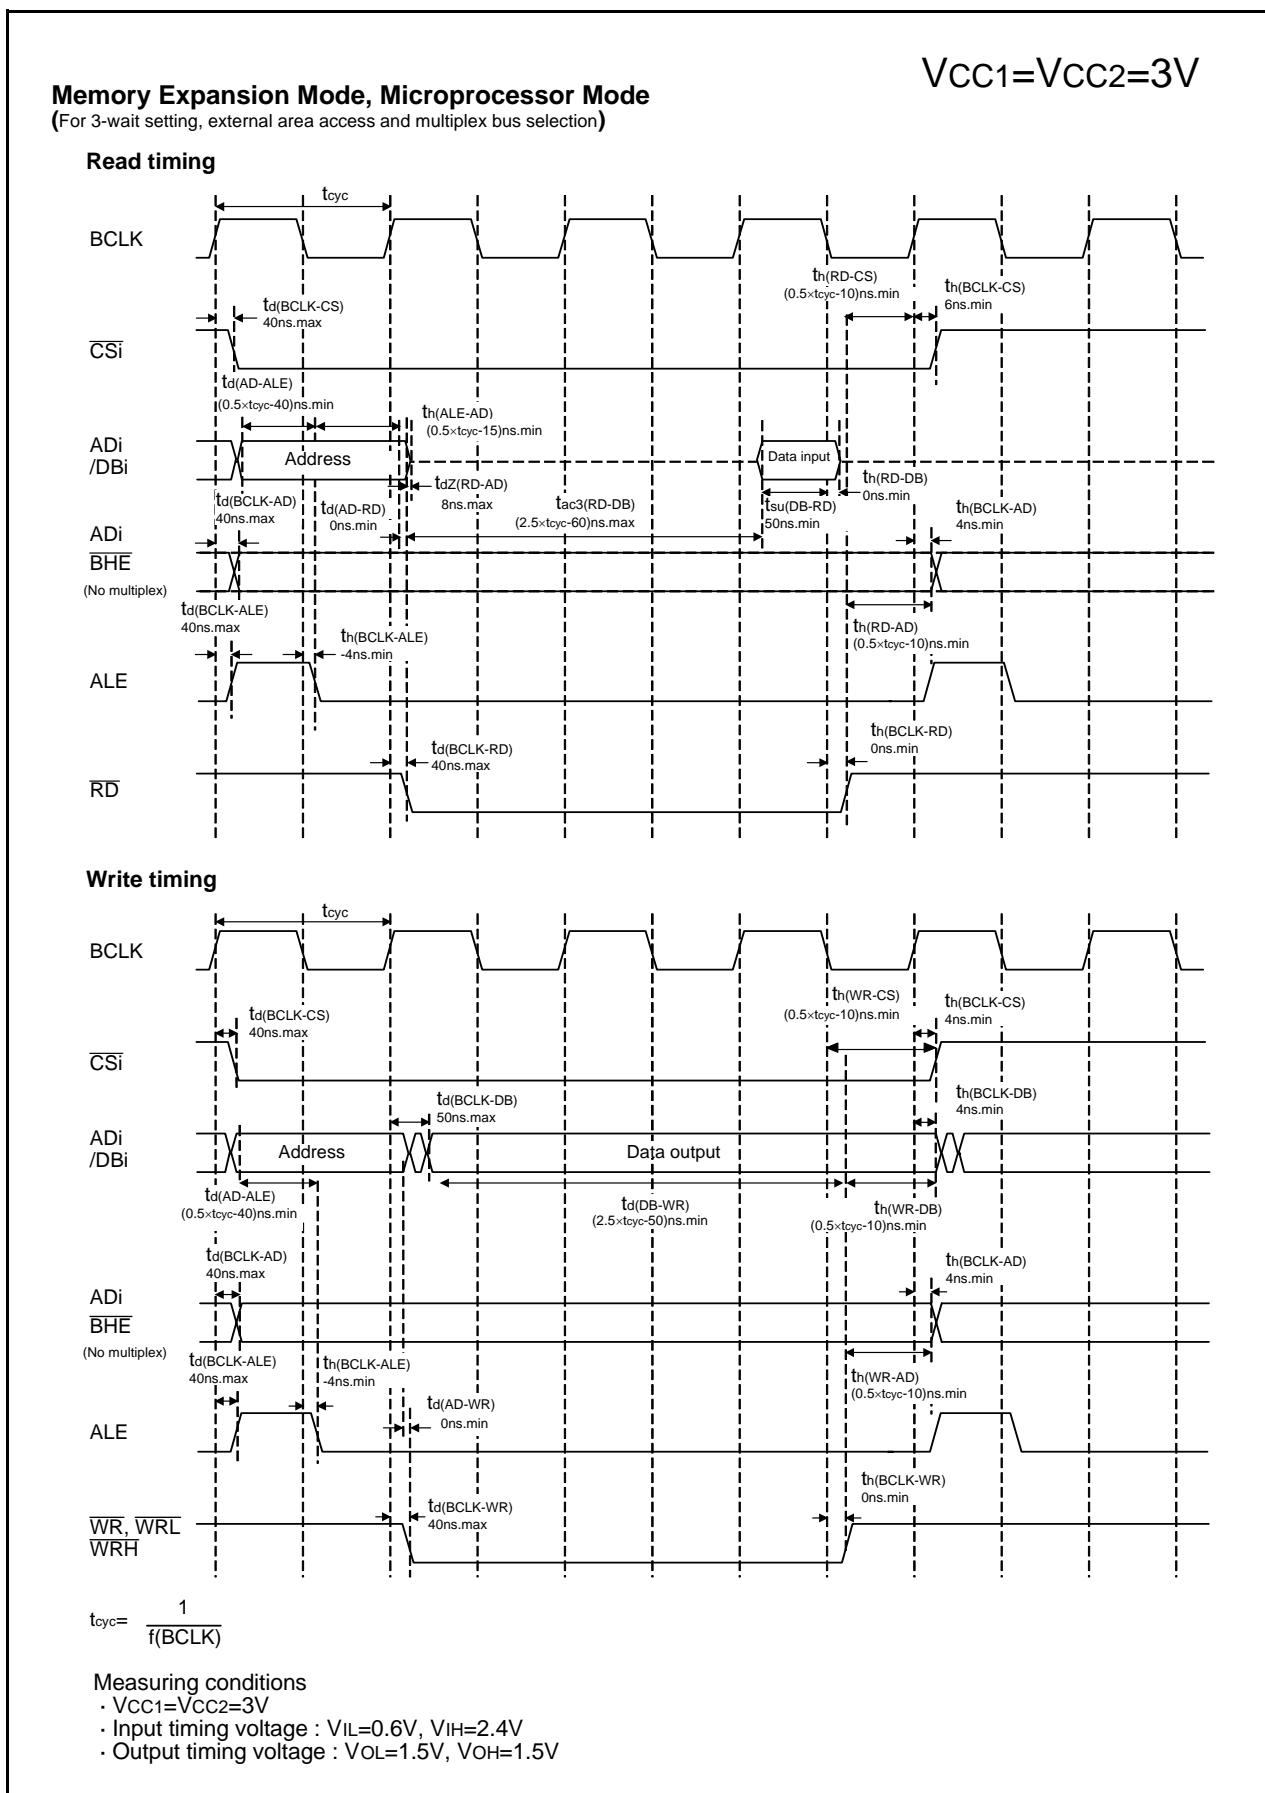 VCC1=VCC2=3V
Memory Expansion Mode, Microprocessor Mode
(For 3-wait setting, external area access and multiplex bus selection)
Read timing
tcyc
BCLK
th(RD-CS)
(0.5×tcyc-10)ns.min
th(BCLK-CS)
6ns.min
td(BCLK-CS)
40ns.max
CSi
td(AD-ALE)
(0.5×tcyc-40)ns.min
th(ALE-AD)
(0.5×tcyc-15)ns.min
ADi
/DBi
Address
Data input
tdZ(RD-AD)
8ns.max
th(RD-DB)
0ns.min
td(BCLK-AD)
40ns.max
td(AD-RD)
0ns.min
tac3(RD-DB)
(2.5×tcyc-60)ns.max
tsu(DB-RD)
50ns.min
th(BCLK-AD)
4ns.min
ADi
BHE
(No multiplex)
td(BCLK-ALE)
40ns.max
th(BCLK-ALE)
-4ns.min
th(RD-AD)
(0.5×tcyc-10)ns.min
ALE
td(BCLK-RD)
40ns.max
th(BCLK-RD)
0ns.min
RD
Write timing
tcyc
BCLK
th(WR-CS)
(0.5×tcyc-10)ns.min
th(BCLK-CS)
4ns.min
td(BCLK-CS)
40ns.max
CSi
td(BCLK-DB)
50ns.max
th(BCLK-DB)
4ns.min
ADi
/DBi
Address
Data output
td(AD-ALE)
(0.5×tcyc-40)ns.min
td(DB-WR)
(2.5×tcyc-50)ns.min
th(WR-DB)
(0.5×tcyc-10)ns.min
td(BCLK-AD)
40ns.max
th(BCLK-AD)
4ns.min
ADi
BHE
(No multiplex)
td(BCLK-ALE)
40ns.max
th(BCLK-ALE)
-4ns.min
th(WR-AD)
(0.5×tcyc-10)ns.min
td(AD-WR)
0ns.min
ALE
td(BCLK-WR)
40ns.max
th(BCLK-WR)
0ns.min
WR, WRL
WRH
tcyc= 1
f(BCLK)
Measuring conditions
· VCC1=VCC2=3V
· Input timing voltage : VIL=0.6V, VIH=2.4V
· Output timing voltage : VOL=1.5V, VOH=1.5V